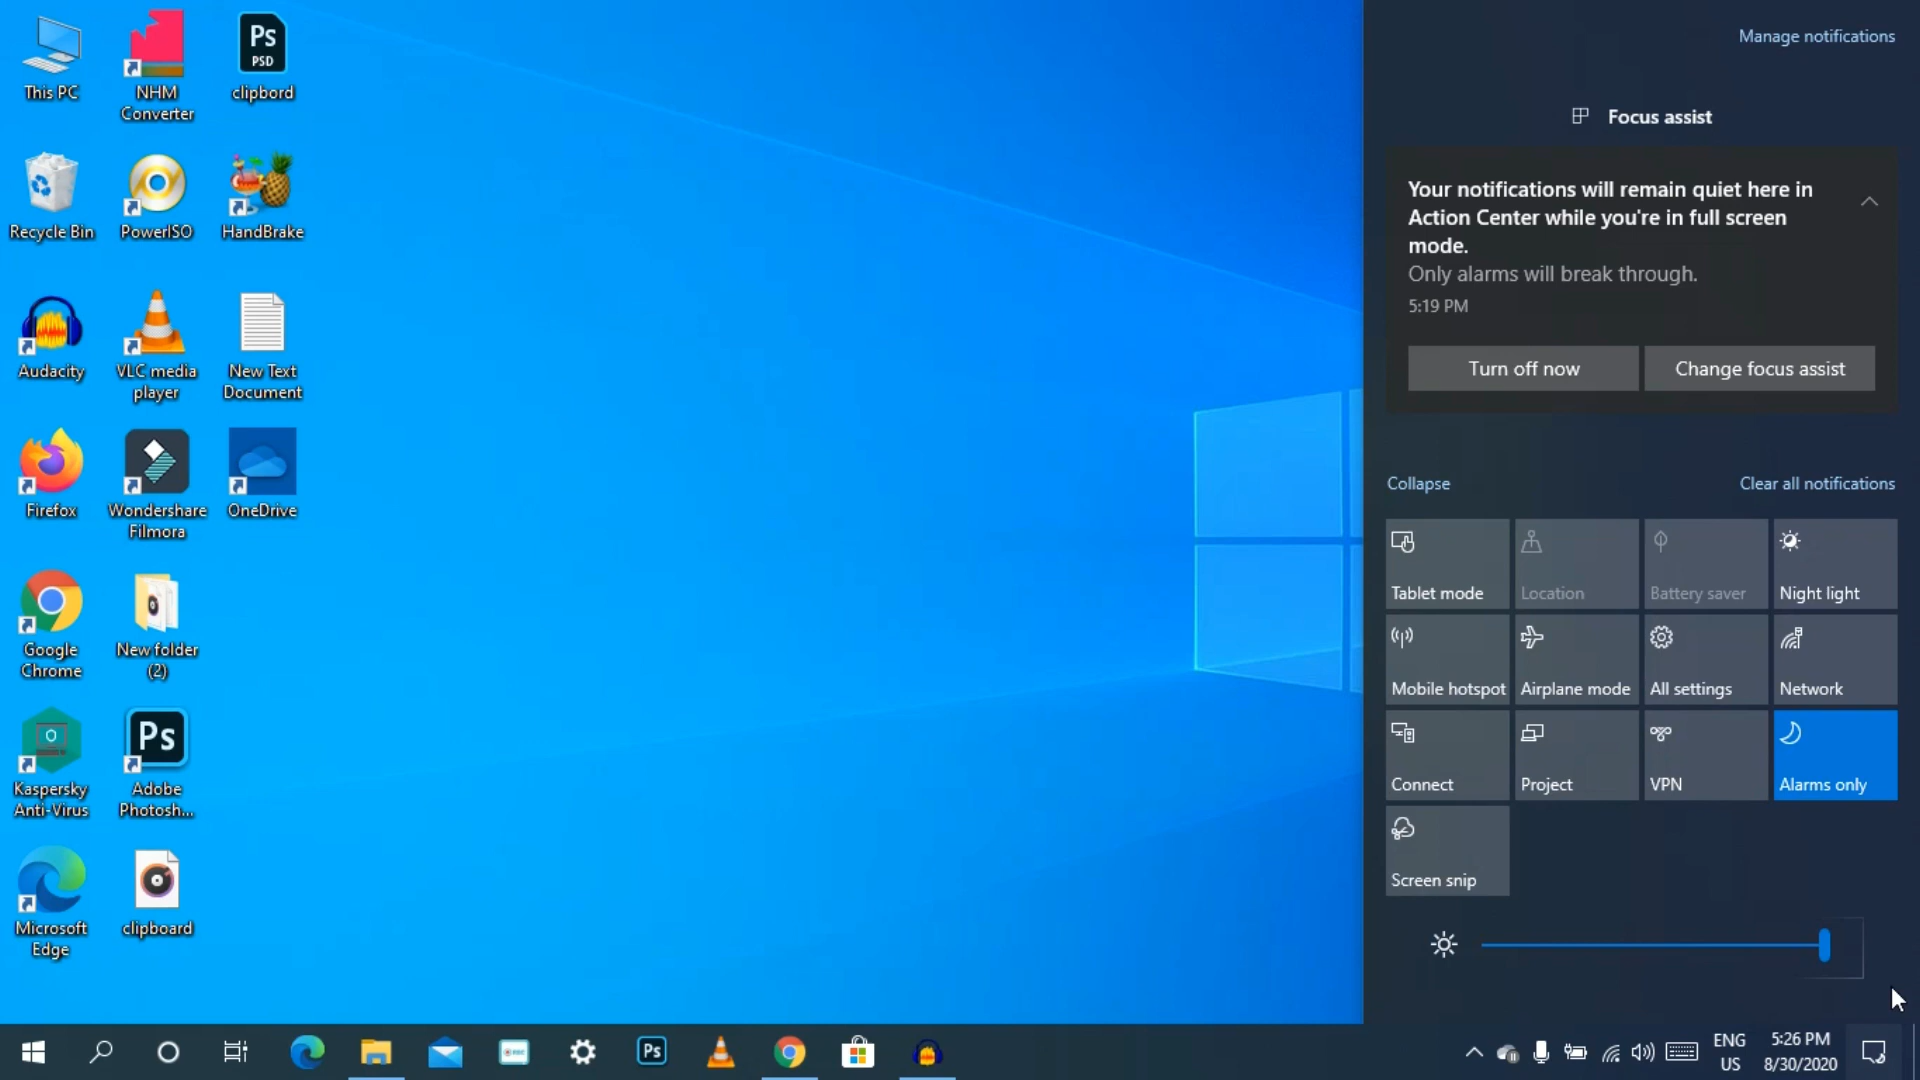 This PC
NHM
Converter
Ps
PSD
clipbord
Recycle Bin
PowerISO
HandBrake
Audacity
VLC media
player
New Text
Document
Firefox
Wondershare
Filmora
OneDrive
Google
Chrome
New folder
(2)
Kaspersky
Anti-Virus
Ps
Adobe
Photosh...
Microsoft
Edge
clipboard
Manage notifications
Focus assist
Your notifications will remain quiet here in
Action Center while you're in full screen
mode.
Only alarms will break through.
5:19 PM
Turn off now
Change focus assist
Collapse
Clear all notifications
Tablet mode
Location
Battery saver
Night light
Mobile hotspot
Airplane mode
All settings
Network
Connect
Project
VPN
Alarms only
Screen snip
Ps
ENG
US
5:26 PM
8/30/2020